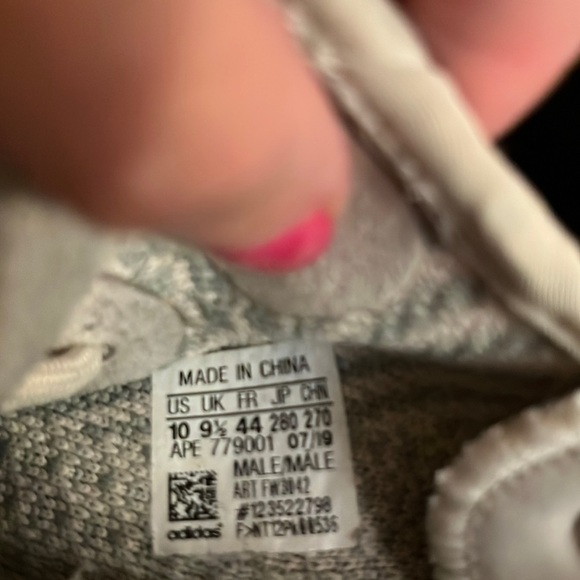 MADE IN CHINA
US UK FR JP CHN
10 9½ 44 280 270
APE 779001 07/19
MALE/MÂLE
ART FW3042
#123522798
adidas